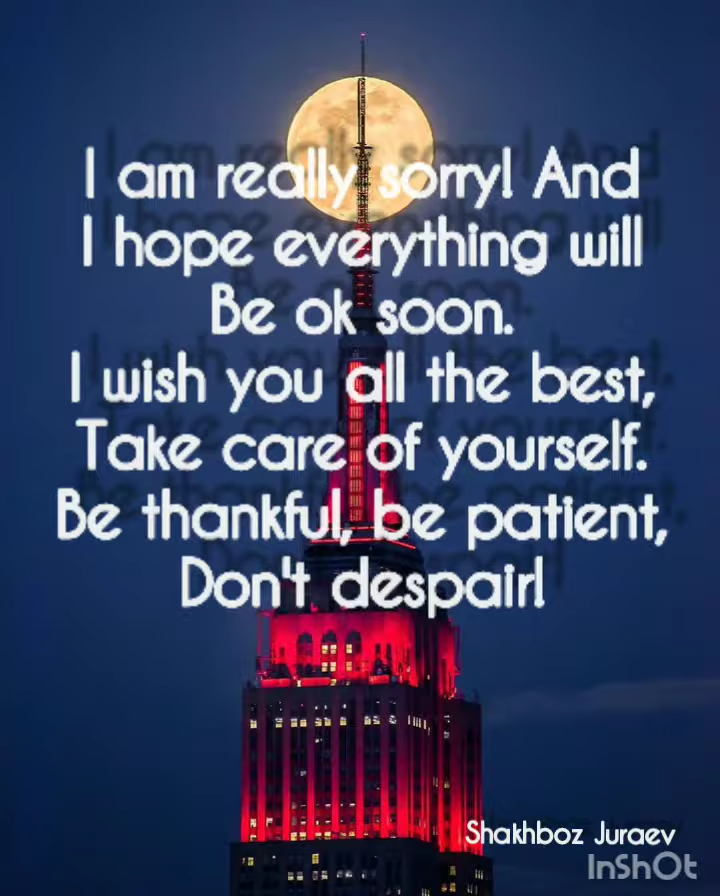 I am really sorry! And
I hope everything will
Be ok soon.
I wish you all the best,
Take care of yourself.
Be thankful, be patient,
Don't despair!
Shakhboz Juraev
InShOt